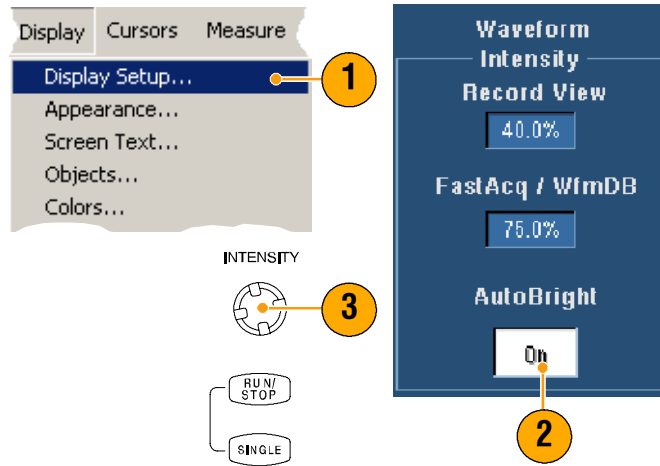 Display Cursors Measure
Display Setup...
1
Appearance...
Screen Text...
Objects...
Colors...
INTENSITY
3
RUN/
STOP
SINGLE
Waveform
Intensity
Record View
40.0%
FastAcq / WfmDB
75.0%
AutoBright
On
2